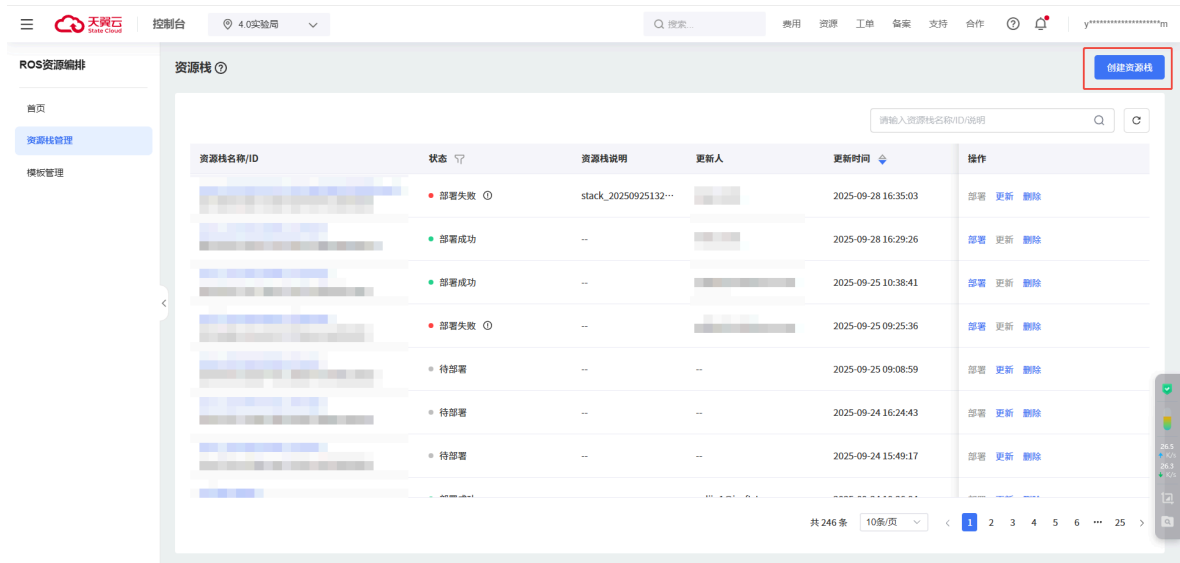 天翼云
State Cloud
控制台
4.0实验局
搜索...
费用
资源
工单
备案
支持
合作
y********************m
ROS资源编排
首页
资源栈管理
模板管理
资源栈
创建资源栈
请输入资源栈名称/ID/说明
资源栈名称/ID 状态 资源栈说明 更新人 更新时间 操作
部署失败 stack_20250925132··· 2025-09-28 16:35:03 部署 更新 删除
部署成功 -- 2025-09-28 16:29:26 部署 更新 删除
部署成功 -- 2025-09-25 10:38:41 部署 更新 删除
部署失败 -- 2025-09-25 09:25:36 部署 更新 删除
待部署 -- -- 2025-09-25 09:08:59 部署 更新 删除
待部署 -- -- 2025-09-24 16:24:43 部署 更新 删除
待部署 -- -- 2025-09-24 15:49:17 部署 更新 删除
共 246 条 10条/页 1 2 3 4 5 6 ··· 25
26.5
K/s
26.3
K/s